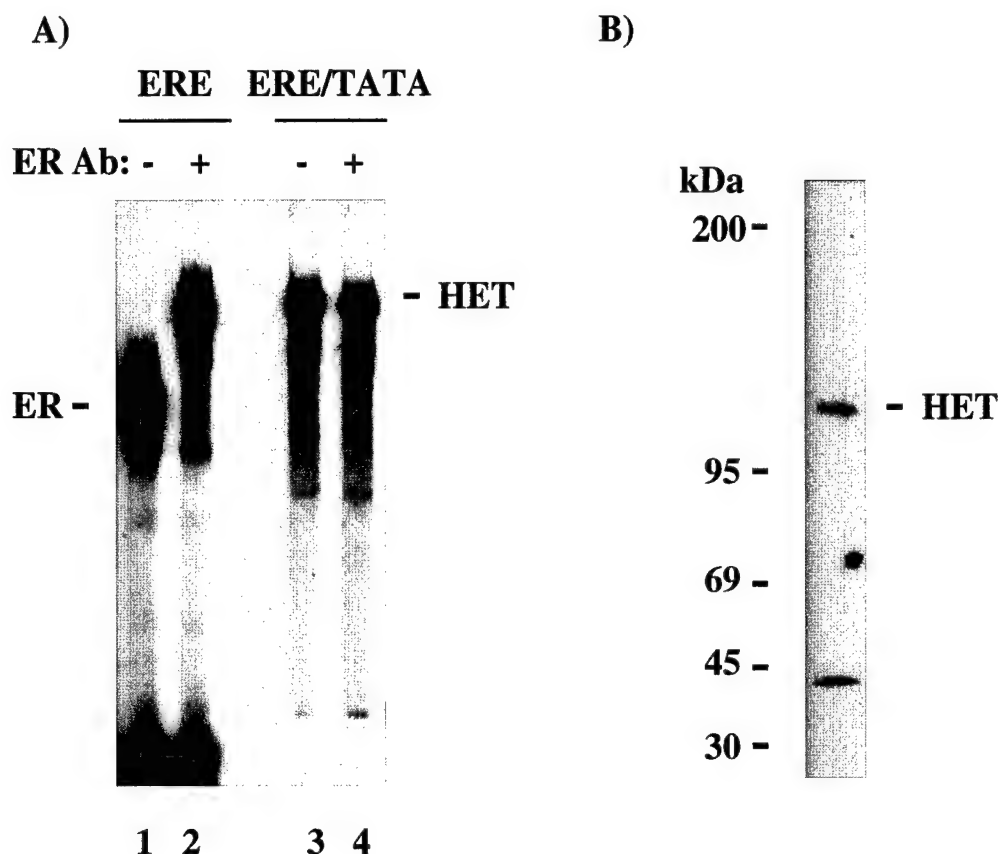 A)
ERE ERE/TATA
ER Ab: - + - +
- HET
ER -
1 2 3 4
B)
kDa
200 -
- HET
95 -
69 -
45 -
30 -